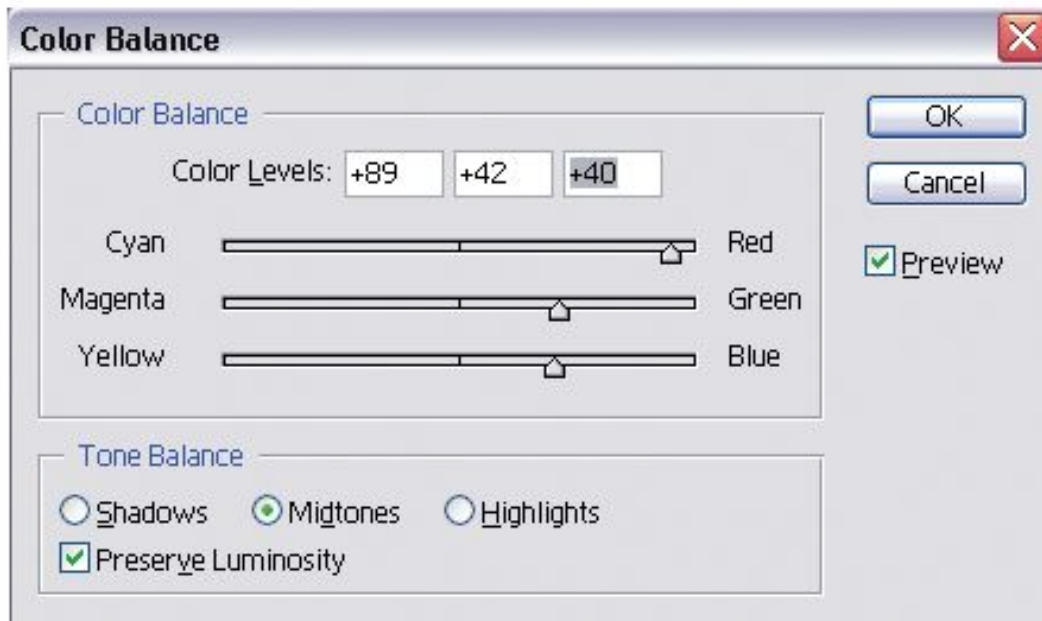 Color Balance
Color Balance
Color Levels: +89 +42 +40
Cyan Red
Magenta Green
Yellow Blue
Tone Balance
Shadows Midtones Highlights
Preserve Luminosity
OK
Cancel
Preview